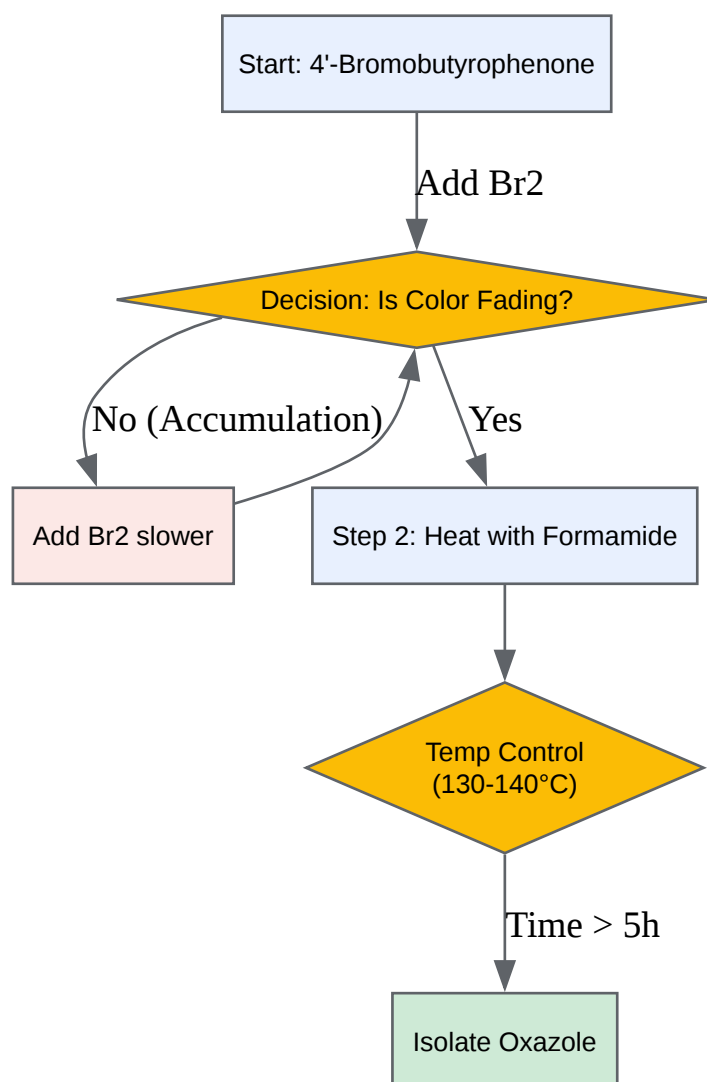 Start: 4'-Bromobutyrophenone
Add Br2
Decision: Is Color Fading?
No (Accumulation)
Yes
Add Br2 slower
Step 2: Heat with Formamide
Temp Control
(130-140°C)
Time > 5h
Isolate Oxazole